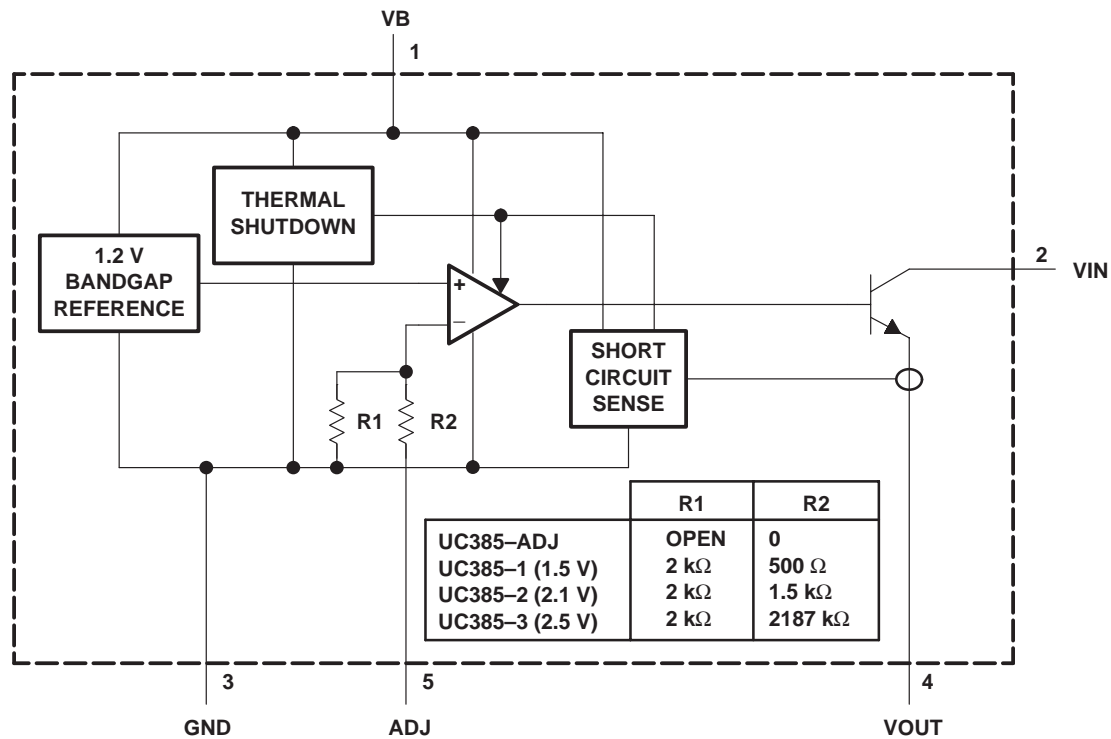 VB
1
THERMAL
SHUTDOWN
1.2 V
BANDGAP
REFERENCE
+
–
2
VIN
SHORT
CIRCUIT
SENSE
R1
R2
R1 R2
UC385–ADJ OPEN 0
UC385–1 (1.5 V) 2 kΩ 500 Ω
UC385–2 (2.1 V) 2 kΩ 1.5 kΩ
UC385–3 (2.5 V) 2 kΩ 2187 kΩ
3
5
4
GND
ADJ
VOUT